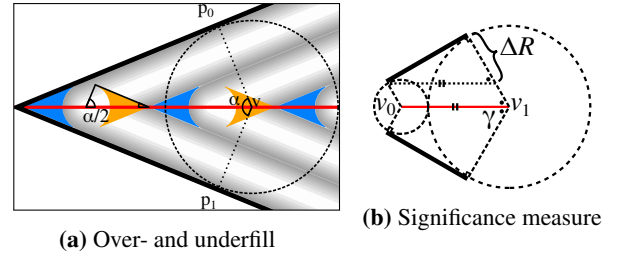 p₀
α/2
α
v
p₁
(a) Over- and underfill
ΔR
v₀
v₁
γ
(b) Significance measure